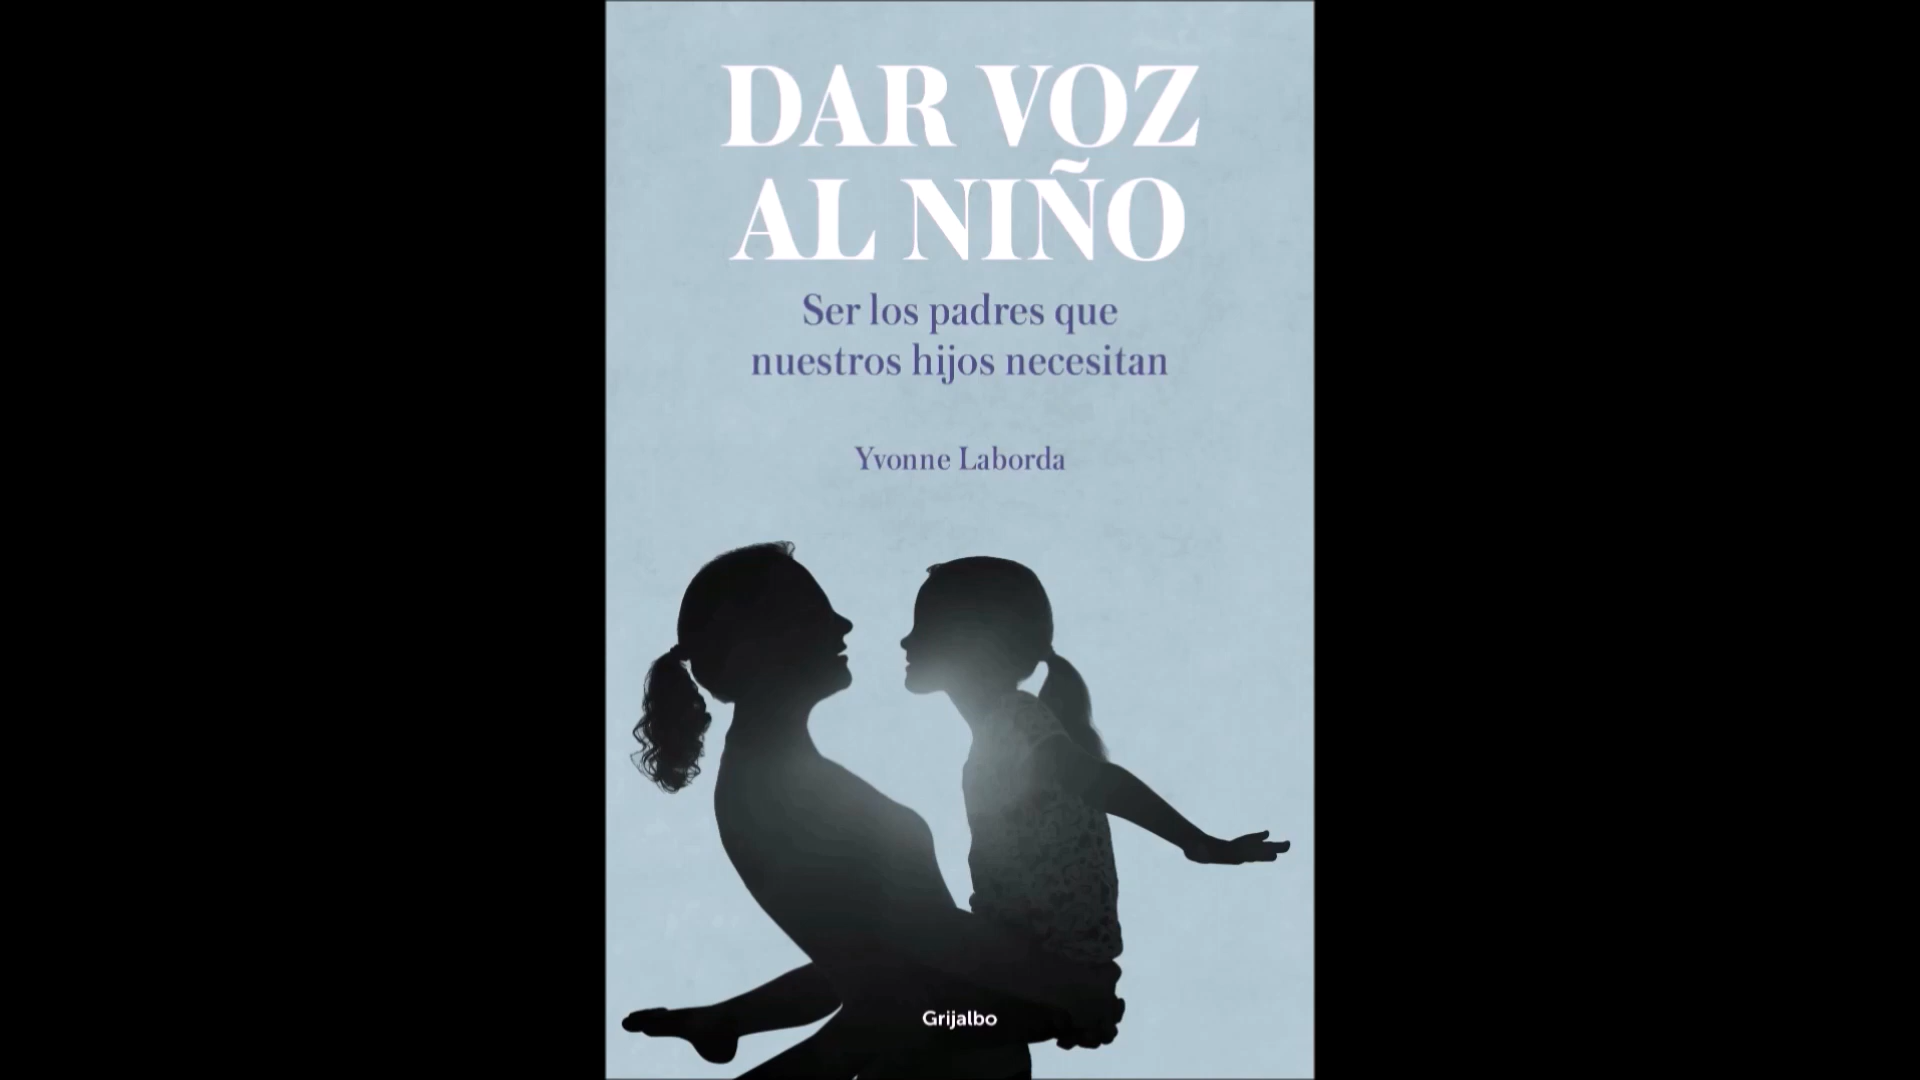 DAR VOZ
AL NIÑO
Ser los padres que
nuestros hijos necesitan
Yvonne Laborda
Grijalbo